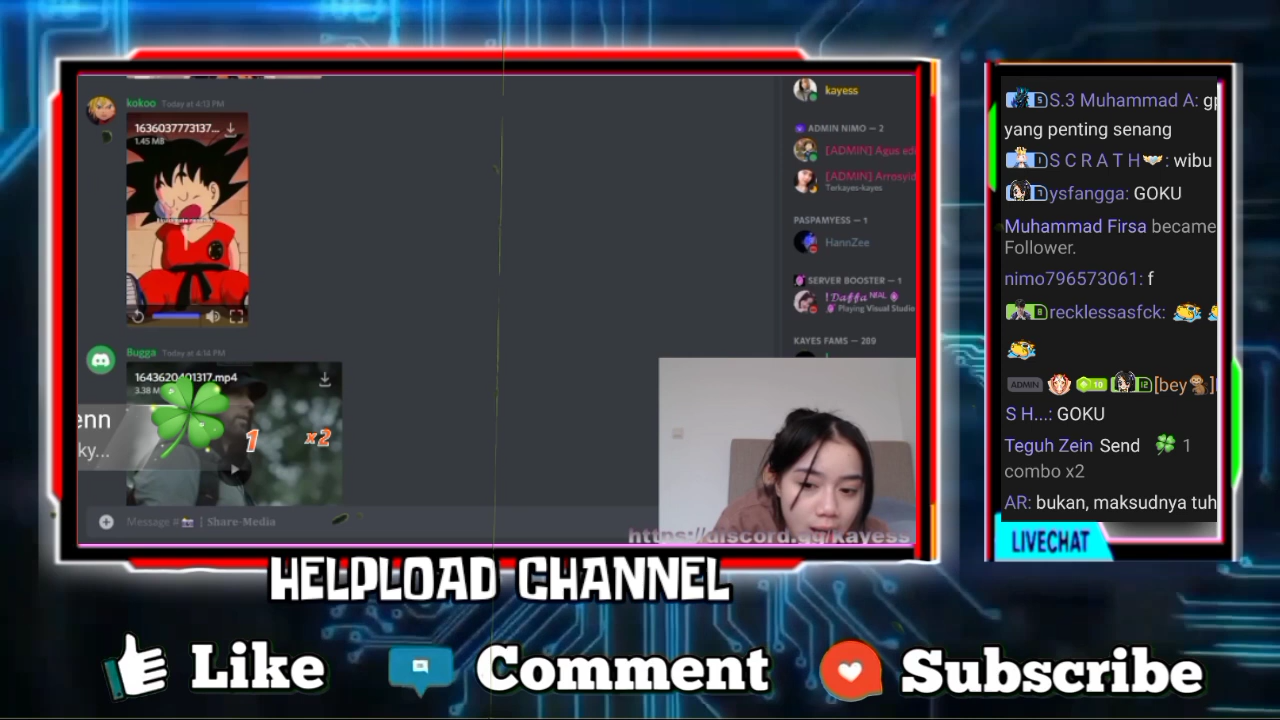 kokoo Today at 4:13 PM
1636037773137...
1.45 MB
Bugga Today at 4:14 PM
1643620401317.mp4
3.38 M
enn
ky...
1 x2
Message # | Share-Media
kayess
ADMIN NIMO — 2
[ADMIN] Agus edi
[ADMIN] Arrosyid
Terkayes-kayes
PASPAMYESS — 1
HannZee
SERVER BOOSTER — 1
Daffa
Playing Visual Studio
KAYES FAMS — 209
https://discord.gg/kayess
S.3 Muhammad A: gp
yang penting senang
S C R A T H : wibu
ysfangga: GOKU
Muhammad Firsa became
Follower.
nimo796573061: f
recklessasfck:
ADMIN 10 12 [bey🐒]
S H...: GOKU
Teguh Zein Send 🍀 1
combo x2
AR: bukan, maksudnya tuh
LIVECHAT
HELPLOAD CHANNEL
Like Comment Subscribe